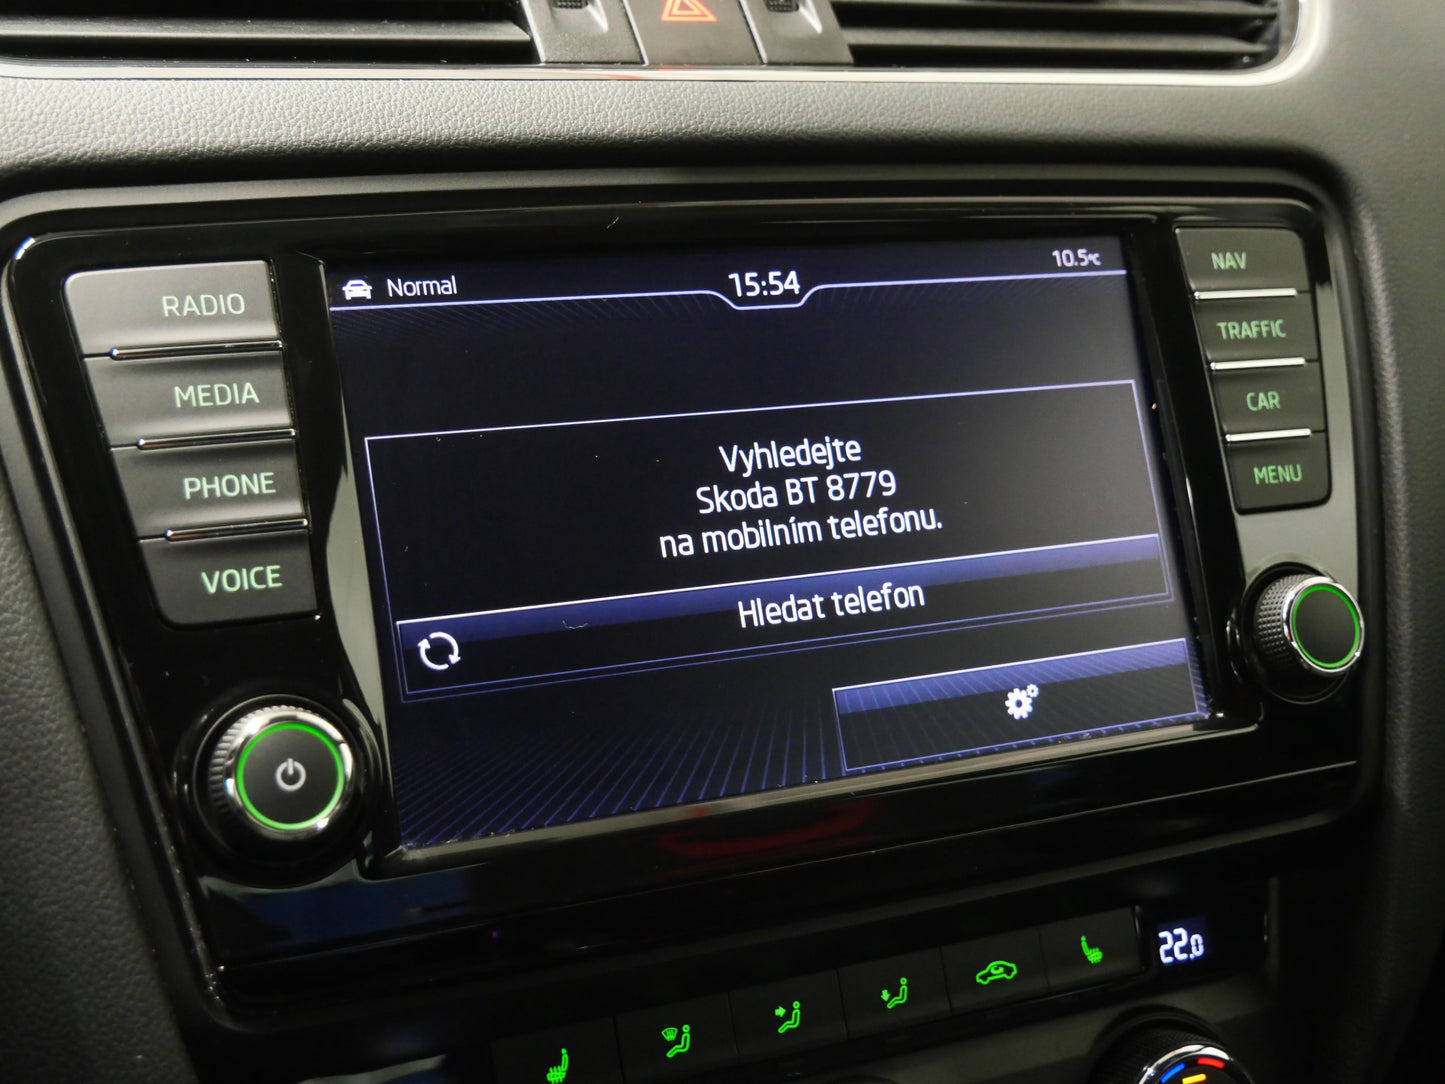 Normal
15:54
10.5°C
RADIO
MEDIA
PHONE
VOICE
Vyhledejte
Skoda BT 8779
na mobilním telefonu.
Hledat telefon
NAV
TRAFFIC
CAR
MENU
22.0